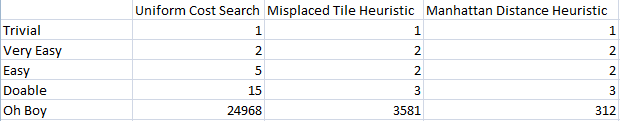 Uniform Cost Search Misplaced Tile Heuristic Manhattan Distance Heuristic
Trivial 1 1 1
Very Easy 2 2 2
Easy 5 2 2
Doable 15 3 3
Oh Boy 24968 3581 312